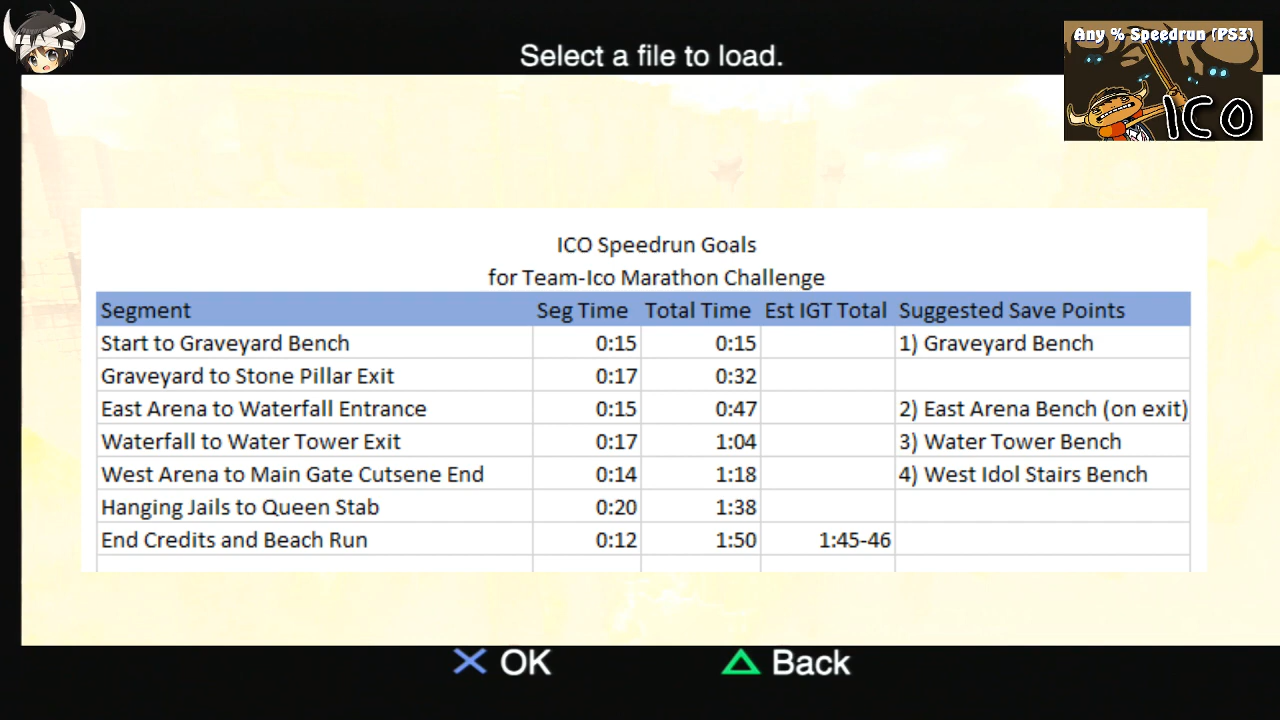 Select a file to load.
Any % Speedrun (PS3)
ICO
ICO Speedrun Goals
for Team-Ico Marathon Challenge
Segment Seg Time Total Time Est IGT Total Suggested Save Points
Start to Graveyard Bench 0:15 0:15 1) Graveyard Bench
Graveyard to Stone Pillar Exit 0:17 0:32
East Arena to Waterfall Entrance 0:15 0:47 2) East Arena Bench (on exit)
Waterfall to Water Tower Exit 0:17 1:04 3) Water Tower Bench
West Arena to Main Gate Cutsene End 0:14 1:18 4) West Idol Stairs Bench
Hanging Jails to Queen Stab 0:20 1:38
End Credits and Beach Run 0:12 1:50 1:45-46
OK Back